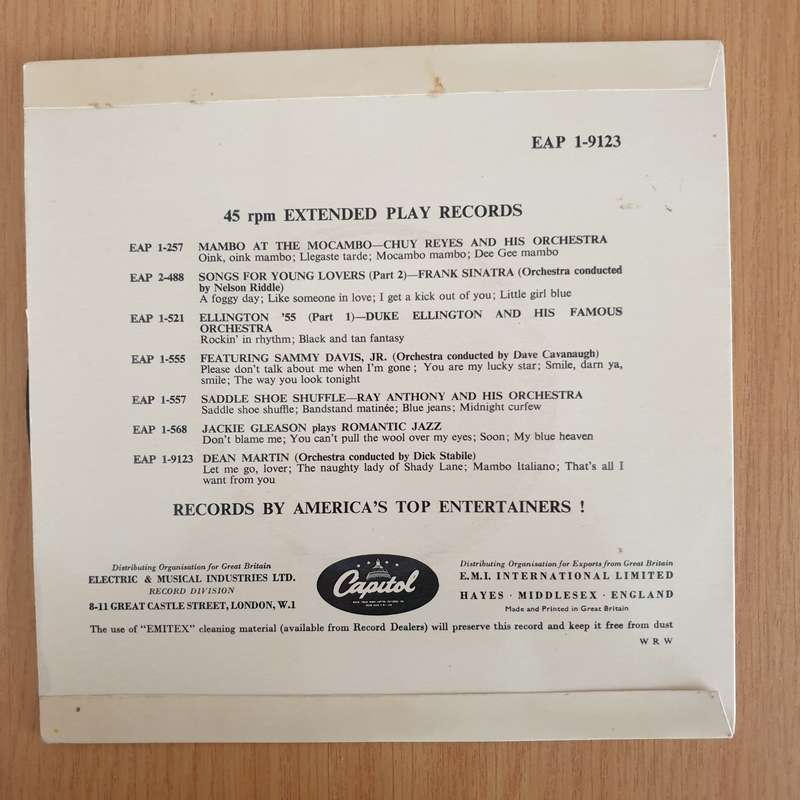 EAP 1-9123
45 rpm EXTENDED PLAY RECORDS
EAP 1-257 MAMBO AT THE MOCAMBO—CHUY REYES AND HIS ORCHESTRA
Oink, oink mambo; Llegaste tarde; Mocambo mambo; Dee Gee mambo
EAP 2-488 SONGS FOR YOUNG LOVERS (Part 2)—FRANK SINATRA (Orchestra conducted
by Nelson Riddle)
A foggy day; Like someone in love; I get a kick out of you; Little girl blue
EAP 1-521 ELLINGTON '55 (Part 1)—DUKE ELLINGTON AND HIS FAMOUS
ORCHESTRA
Rockin' in rhythm; Black and tan fantasy
EAP 1-555 FEATURING SAMMY DAVIS, JR. (Orchestra conducted by Dave Cavanaugh)
Please don't talk about me when I'm gone; You are my lucky star; Smile, darn ya,
smile; The way you look tonight
EAP 1-557 SADDLE SHOE SHUFFLE—RAY ANTHONY AND HIS ORCHESTRA
Saddle shoe shuffle; Bandstand matinée; Blue jeans; Midnight curfew
EAP 1-568 JACKIE GLEASON plays ROMANTIC JAZZ
Don't blame me; You can't pull the wool over my eyes; Soon; My blue heaven
EAP 1-9123 DEAN MARTIN (Orchestra conducted by Dick Stabile)
Let me go, lover; The naughty lady of Shady Lane; Mambo Italiano; That's all I
want from you
RECORDS BY AMERICA'S TOP ENTERTAINERS !
Distributing Organisation for Great Britain
ELECTRIC & MUSICAL INDUSTRIES LTD.
RECORD DIVISION
8-11 GREAT CASTLE STREET, LONDON, W.1
Capitol
Distributing Organisation for Exports from Great Britain
E.M.I. INTERNATIONAL LIMITED
HAYES · MIDDLESEX · ENGLAND
Made and Printed in Great Britain
The use of "EMITEX" cleaning material (available from Record Dealers) will preserve this record and keep it free from dust
W R W